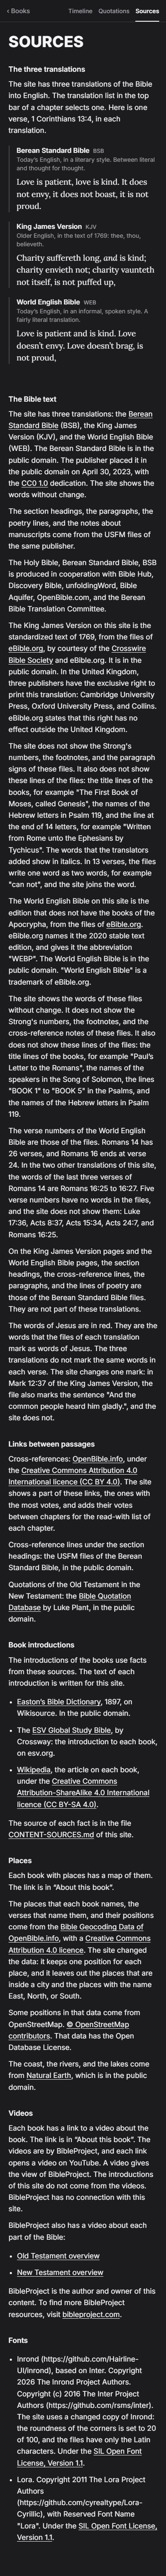 ‹ Books
Timeline
Quotations
Sources
SOURCES
The three translations
The site has three translations of the Bible
into English. The translation list in the top
bar of a chapter selects one. Here is one
verse, 1 Corinthians 13:4, in each
translation.
Berean Standard Bible BSB
Today's English, in a literary style. Between literal
and thought for thought.
Love is patient, love is kind. It does
not envy, it does not boast, it is not
proud.
King James Version KJV
Older English, in the text of 1769: thee, thou,
believeth.
Charity suffereth long, and is kind;
charity envieth not; charity vaunteth
not itself, is not puffed up,
World English Bible WEB
Today's English, in an informal, spoken style. A
fairly literal translation.
Love is patient and is kind. Love
doesn't envy. Love doesn't brag, is
not proud,
The Bible text
The site has three translations: the Berean
Standard Bible (BSB), the King James
Version (KJV), and the World English Bible
(WEB). The Berean Standard Bible is in the
public domain. The publisher placed it in
the public domain on April 30, 2023, with
the CC0 1.0 dedication. The site shows the
words without change.
The section headings, the paragraphs, the
poetry lines, and the notes about
manuscripts come from the USFM files of
the same publisher.
The Holy Bible, Berean Standard Bible, BSB
is produced in cooperation with Bible Hub,
Discovery Bible, unfoldingWord, Bible
Aquifer, OpenBible.com, and the Berean
Bible Translation Committee.
The King James Version on this site is the
standardized text of 1769, from the files of
eBible.org, by courtesy of the Crosswire
Bible Society and eBible.org. It is in the
public domain. In the United Kingdom,
three publishers have the exclusive right to
print this translation: Cambridge University
Press, Oxford University Press, and Collins.
eBible.org states that this right has no
effect outside the United Kingdom.
The site does not show the Strong's
numbers, the footnotes, and the paragraph
signs of these files. It also does not show
these lines of the files: the title lines of the
books, for example "The First Book of
Moses, called Genesis", the names of the
Hebrew letters in Psalm 119, and the line at
the end of 14 letters, for example "Written
from Rome unto the Ephesians by
Tychicus". The words that the translators
added stay in italics. In 13 verses, the files
write one word as two words, for example
"can not", and the site joins the word.
The World English Bible on this site is the
edition that does not have the books of the
Apocrypha, from the files of eBible.org.
eBible.org names it the 2020 stable text
edition, and gives it the abbreviation
"WEBP". The World English Bible is in the
public domain. "World English Bible" is a
trademark of eBible.org.
The site shows the words of these files
without change. It does not show the
Strong's numbers, the footnotes, and the
cross-reference notes of these files. It also
does not show these lines of the files: the
title lines of the books, for example "Paul's
Letter to the Romans", the names of the
speakers in the Song of Solomon, the lines
"BOOK 1" to "BOOK 5" in the Psalms, and
the names of the Hebrew letters in Psalm
119.
The verse numbers of the World English
Bible are those of the files. Romans 14 has
26 verses, and Romans 16 ends at verse
24. In the two other translations of this site,
the words of the last three verses of
Romans 14 are Romans 16:25 to 16:27. Five
verse numbers have no words in the files,
and the site does not show them: Luke
17:36, Acts 8:37, Acts 15:34, Acts 24:7, and
Romans 16:25.
On the King James Version pages and the
World English Bible pages, the section
headings, the cross-reference lines, the
paragraphs, and the lines of poetry are
those of the Berean Standard Bible files.
They are not part of these translations.
The words of Jesus are in red. They are the
words that the files of each translation
mark as words of Jesus. The three
translations do not mark the same words in
each verse. The site changes one mark: in
Mark 12:37 of the King James Version, the
file also marks the sentence "And the
common people heard him gladly.", and the
site does not.
Links between passages
Cross-references: OpenBible.info, under
the Creative Commons Attribution 4.0
International licence (CC BY 4.0). The site
shows a part of these links, the ones with
the most votes, and adds their votes
between chapters for the read-with list of
each chapter.
Cross-reference lines under the section
headings: the USFM files of the Berean
Standard Bible, in the public domain.
Quotations of the Old Testament in the
New Testament: the Bible Quotation
Database by Luke Plant, in the public
domain.
Book introductions
The introductions of the books use facts
from these sources. The text of each
introduction is written for this site.
• Easton's Bible Dictionary, 1897, on
Wikisource. In the public domain.
• The ESV Global Study Bible, by
Crossway: the introduction to each book,
on esv.org.
• Wikipedia, the article on each book,
under the Creative Commons
Attribution-ShareAlike 4.0 International
licence (CC BY-SA 4.0).
The source of each fact is in the file
CONTENT-SOURCES.md of this site.
Places
Each book with places has a map of them.
The link is in "About this book".
The places that each book names, the
verses that name them, and their positions
come from the Bible Geocoding Data of
OpenBible.info, with a Creative Commons
Attribution 4.0 licence. The site changed
the data: it keeps one position for each
place, and it leaves out the places that are
inside a city and the places with the name
East, North, or South.
Some positions in that data come from
OpenStreetMap. © OpenStreetMap
contributors. That data has the Open
Database License.
The coast, the rivers, and the lakes come
from Natural Earth, which is in the public
domain.
Videos
Each book has a link to a video about the
book. The link is in "About this book". The
videos are by BibleProject, and each link
opens a video on YouTube. A video gives
the view of BibleProject. The introductions
of this site do not come from the videos.
BibleProject has no connection with this
site.
BibleProject also has a video about each
part of the Bible:
• Old Testament overview
• New Testament overview
BibleProject is the author and owner of this
content. To find more BibleProject
resources, visit bibleproject.com.
Fonts
• Inrond (https://github.com/Hairline-
UI/inrond), based on Inter. Copyright
2026 The Inrond Project Authors.
Copyright (c) 2016 The Inter Project
Authors (https://github.com/rsms/inter).
The site uses a changed copy of Inrond:
the roundness of the corners is set to 20
of 100, and the files have only the Latin
characters. Under the SIL Open Font
License, Version 1.1.
• Lora. Copyright 2011 The Lora Project
Authors
(https://github.com/cyrealtype/Lora-
Cyrillic), with Reserved Font Name
"Lora". Under the SIL Open Font License,
Version 1.1.